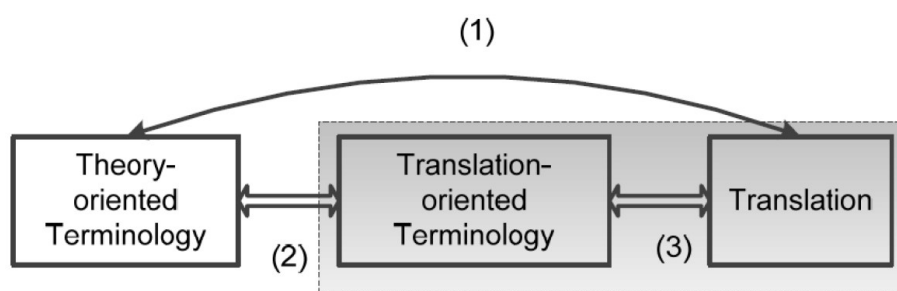 (1)
Theory-
oriented
Terminology
(2)
Translation-
oriented
Terminology
(3)
Translation